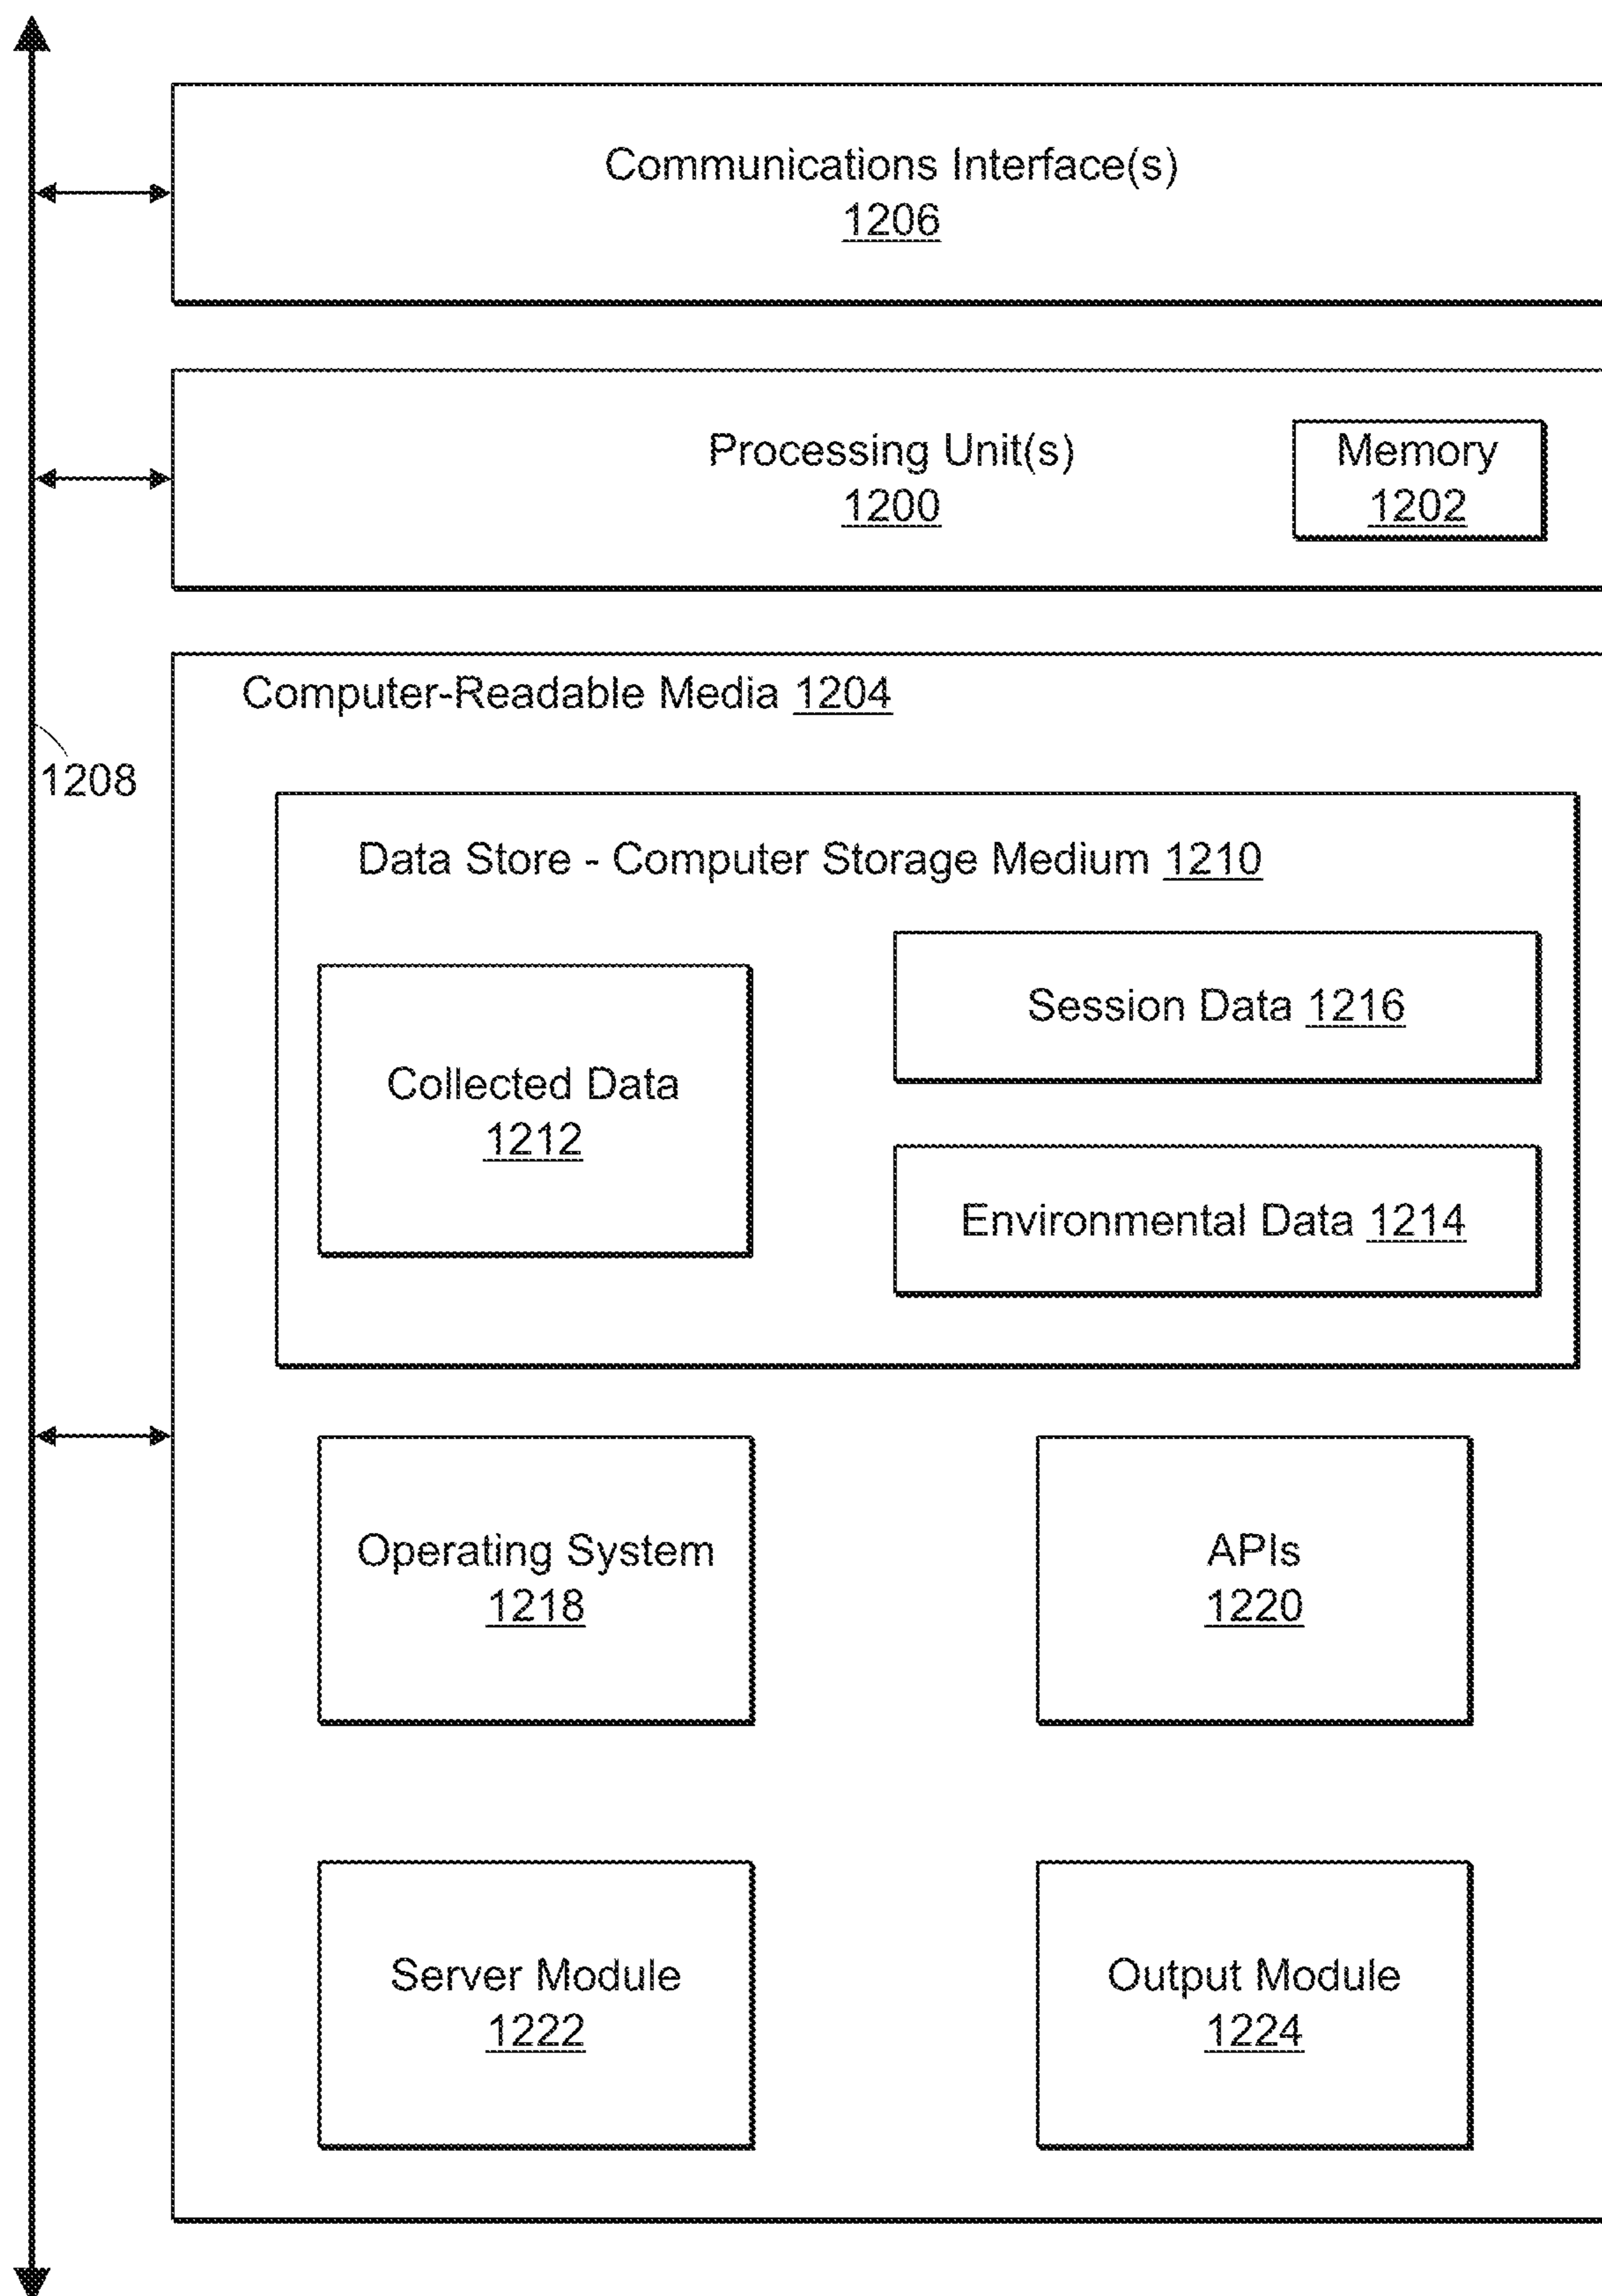 Communications Interface(s)
1206
Processing Unit(s)
1200
Memory
1202
Computer-Readable Media 1204
1208
Data Store - Computer Storage Medium 1210
Collected Data
1212
Session Data 1216
Environmental Data 1214
Operating System
1218
APIs
1220
Server Module
1222
Output Module
1224